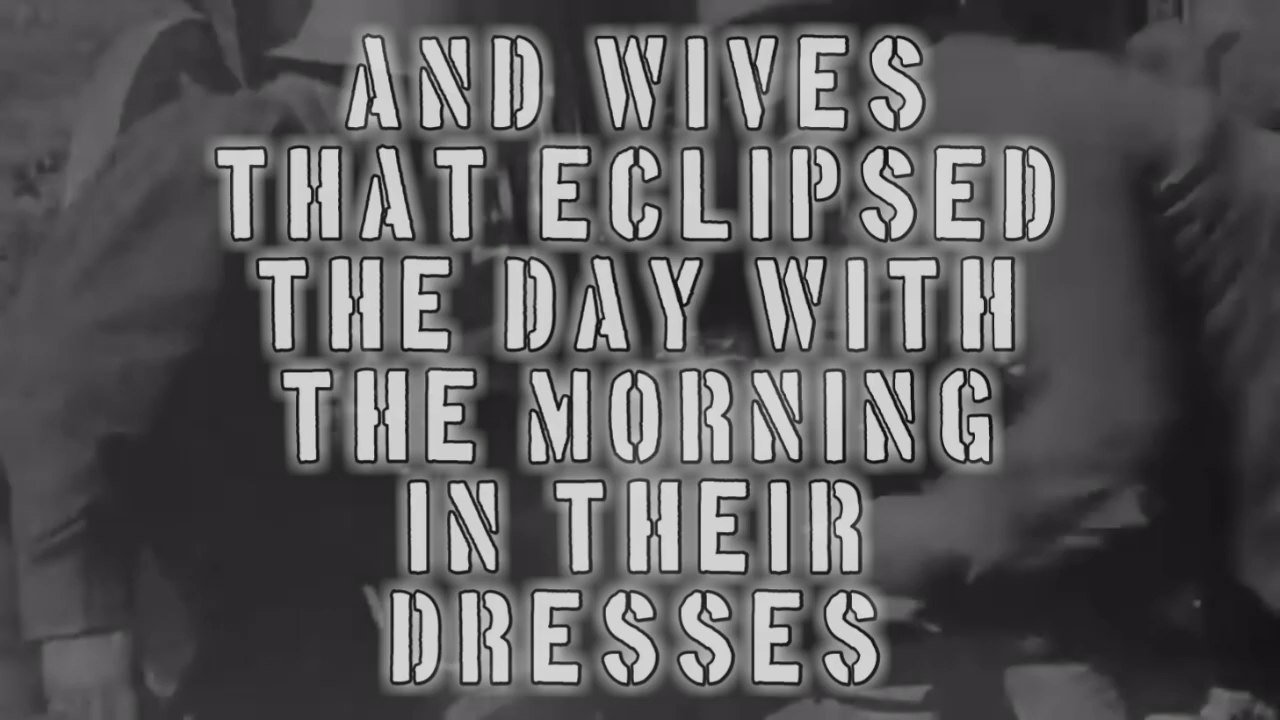 AND WIVES
THAT ECLIPSED
THE DAY WITH
THE MORNING
IN THEIR
DRESSES